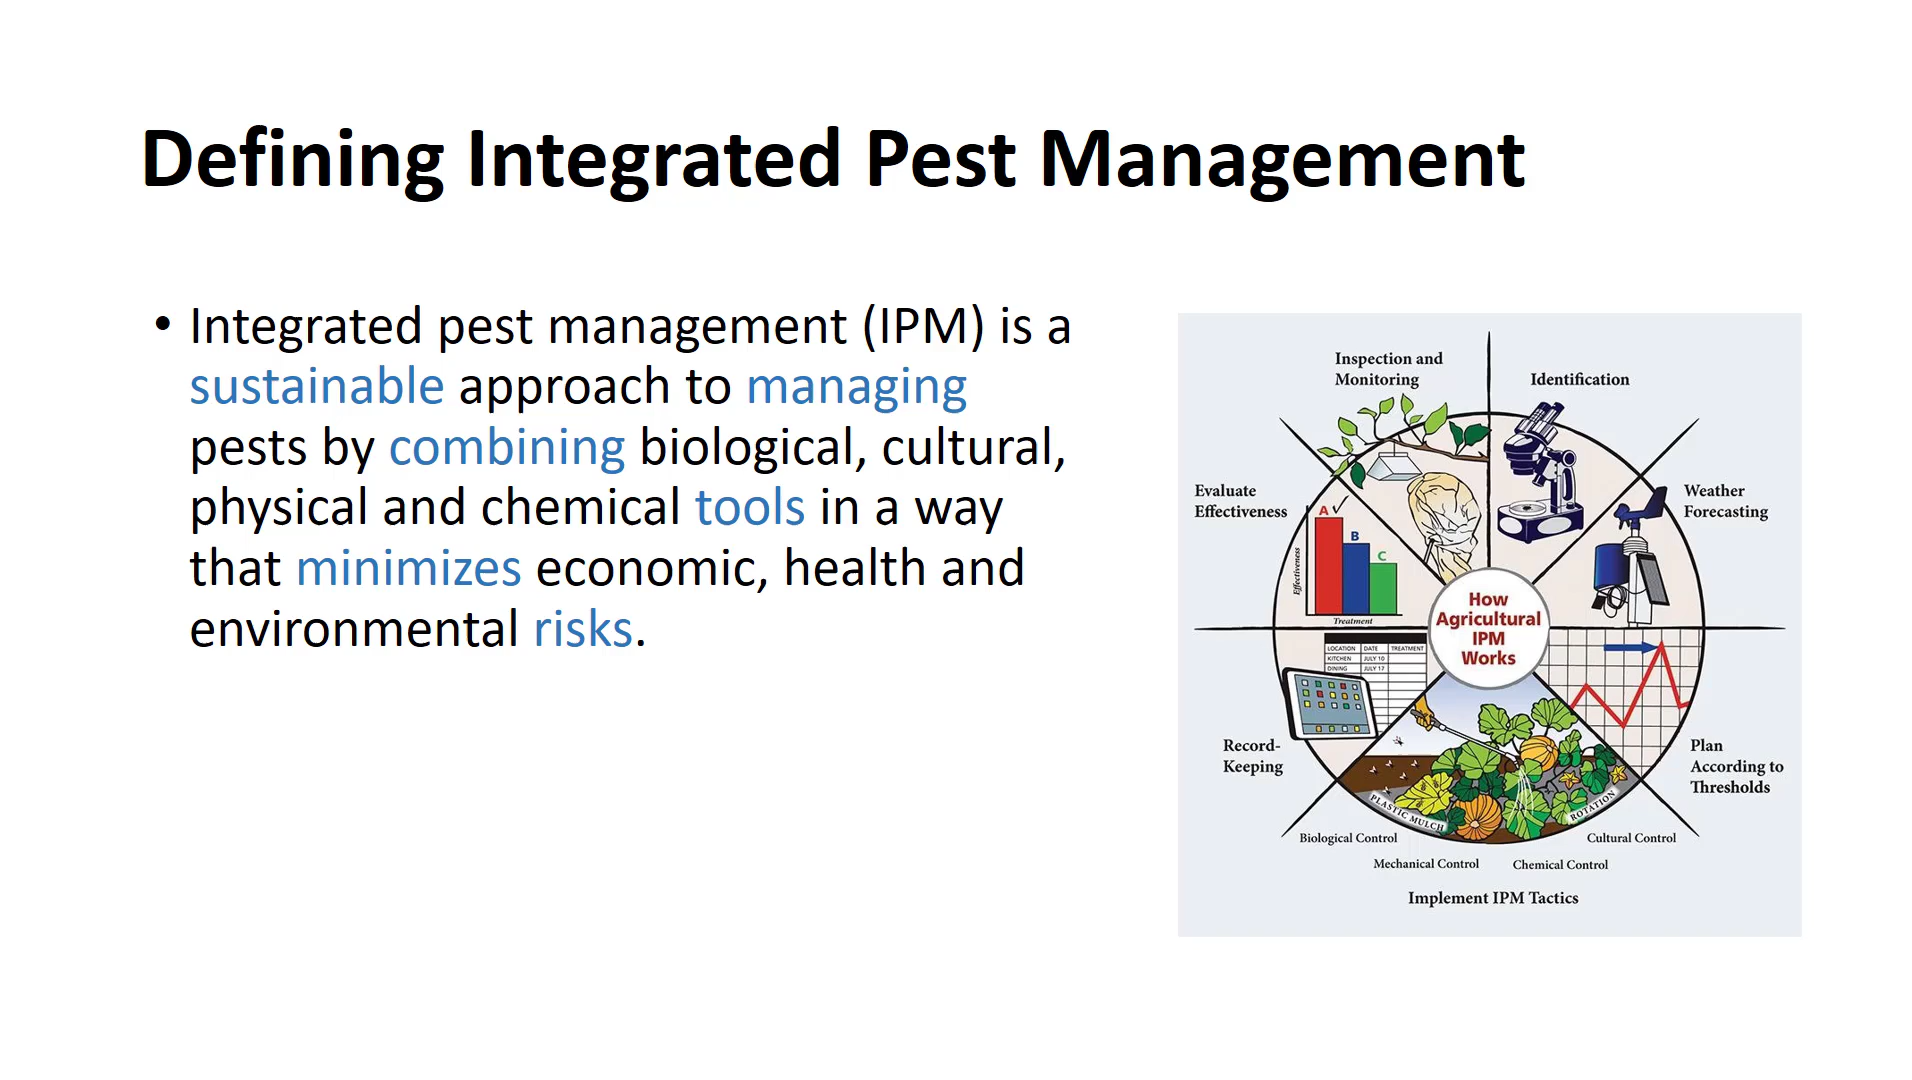 Defining Integrated Pest Management
• Integrated pest management (IPM) is a
sustainable approach to managing
pests by combining biological, cultural,
physical and chemical tools in a way
that minimizes economic, health and
environmental risks.
Inspection and
Monitoring
Identification
Weather
Forecasting
Plan
According to
Thresholds
Cultural Control
Chemical Control
Mechanical Control
Biological Control
Implement IPM Tactics
Record-
Keeping
Evaluate
Effectiveness
How
Agricultural
IPM
Works
A
B
C
Effectiveness
Treatment
LOCATION DATE TREATMENT
KITCHEN JULY 10
DINING JULY 17
PLASTIC MULCH
ROTATION